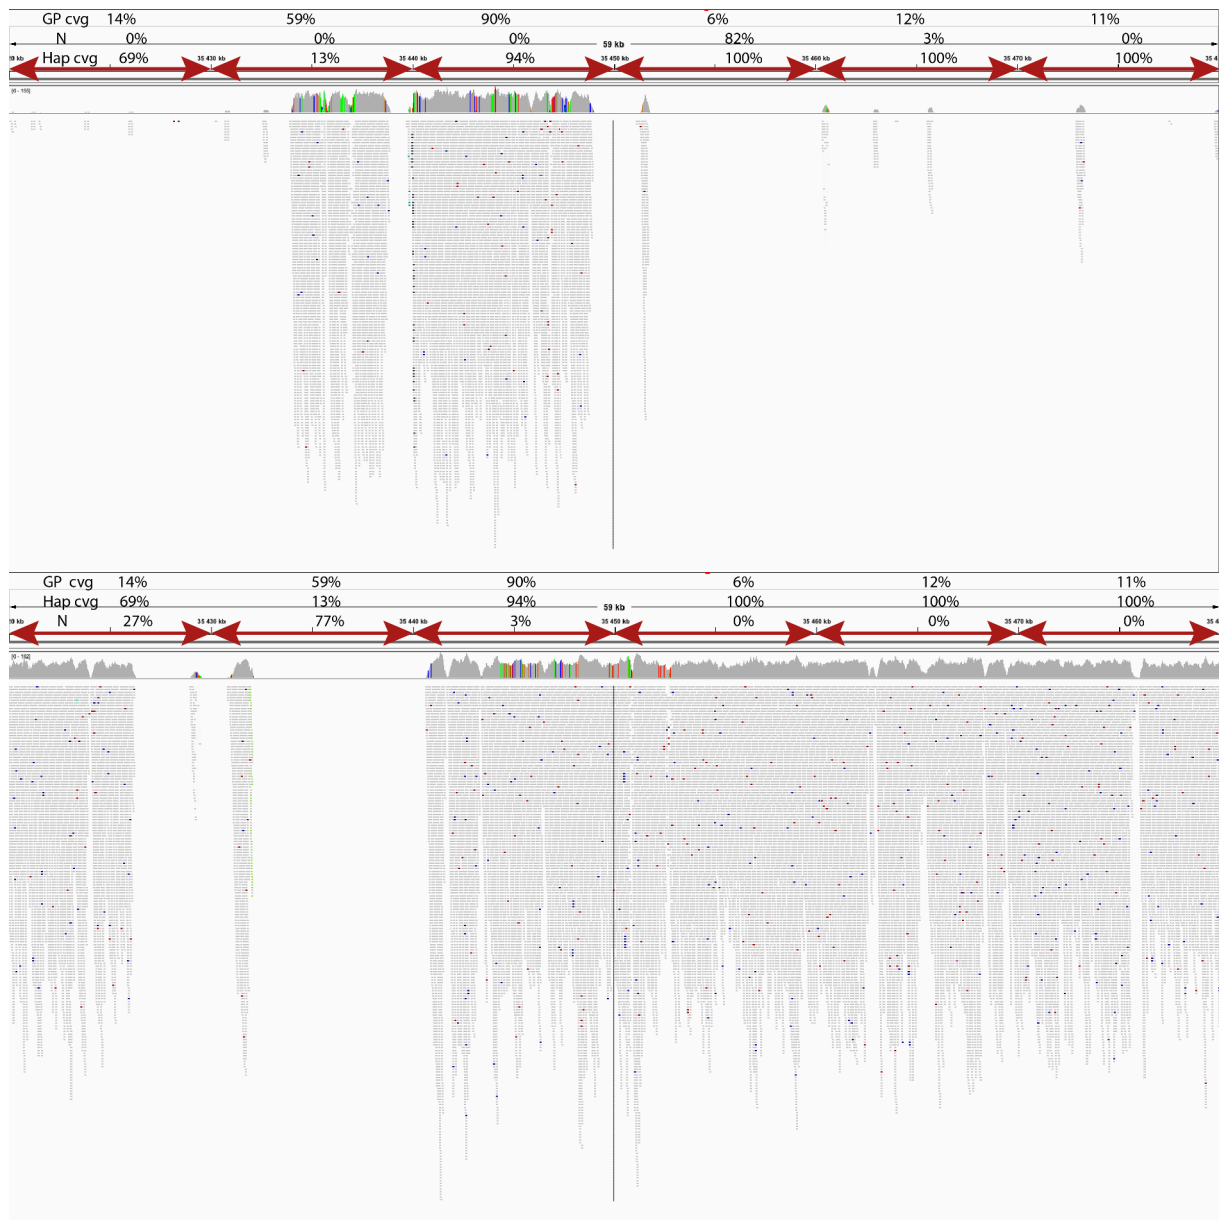 GP cvg 14% 59% 90% 6% 12% 11%
N 0% 0% 0% 82% 3% 0%
59 kb
Hap cvg 69% 13% 94% 100% 100% 100%
35 430 kb 35 440 kb 35 450 kb 35 460 kb 35 470 kb
[0 - 155]
GP cvg 14% 59% 90% 6% 12% 11%
Hap cvg 69% 13% 94% 100% 100% 100%
59 kb
N 27% 77% 3% 0% 0% 0%
35 430 kb 35 440 kb 35 450 kb 35 460 kb 35 470 kb
[0 - 162]